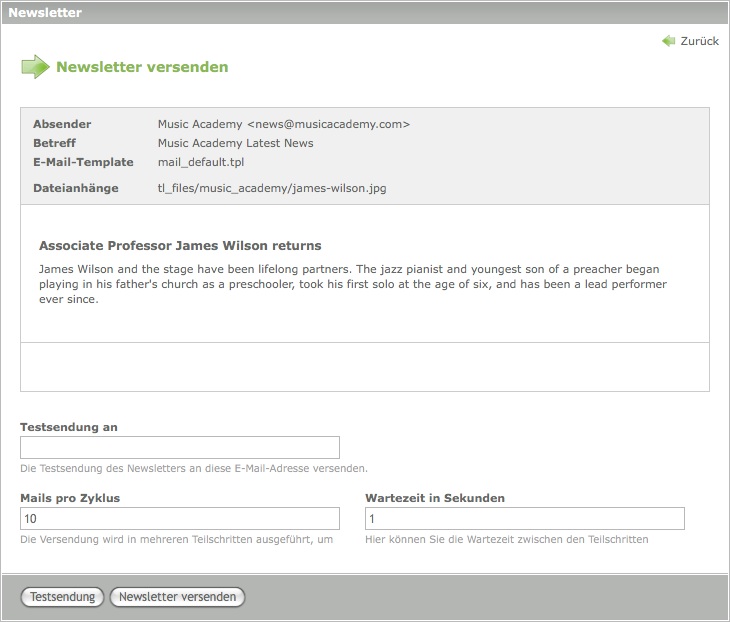 Newsletter
Zurück
Newsletter versenden
Absender Music Academy <news@musicacademy.com>
Betreff Music Academy Latest News
E-Mail-Template mail_default.tpl
Dateianhänge tl_files/music_academy/james-wilson.jpg
Associate Professor James Wilson returns
James Wilson and the stage have been lifelong partners. The jazz pianist and youngest son of a preacher began
playing in his father's church as a preschooler, took his first solo at the age of six, and has been a lead performer
ever since.
Testsendung an
Die Testsendung des Newsletters an diese E-Mail-Adresse versenden.
Mails pro Zyklus Wartezeit in Sekunden
10 1
Die Versendung wird in mehreren Teilschritten ausgeführt, um Hier können Sie die Wartezeit zwischen den Teilschritten
Testsendung Newsletter versenden